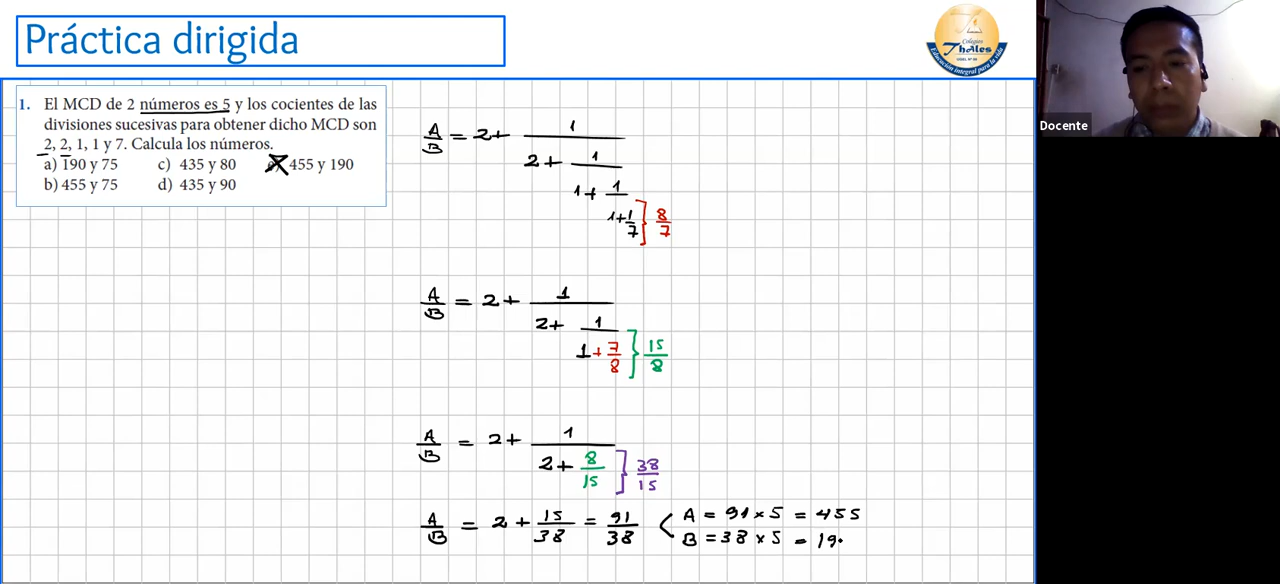 Práctica dirigida
Colegios
Thales
UGEL N° 06
Educación integral para la vida
Docente
1. El MCD de 2 números es 5 y los cocientes de las
divisiones sucesivas para obtener dicho MCD son
2, 2, 1, 1 y 7. Calcula los números.
a) 190 y 75 c) 435 y 80 455 y 190
b) 455 y 75 d) 435 y 90
A/B = 2 + 1/(2 + 1/(1 + 1/(1 + 1/7))) } 8/7
A/B = 2 + 1/(2 + 1/(1 + 7/8)) } 15/8
A/B = 2 + 1/(2 + 8/15) } 38/15
A/B = 2 + 15/38 = 91/38 < A = 91 × 5 = 455
B = 38 × 5 = 19